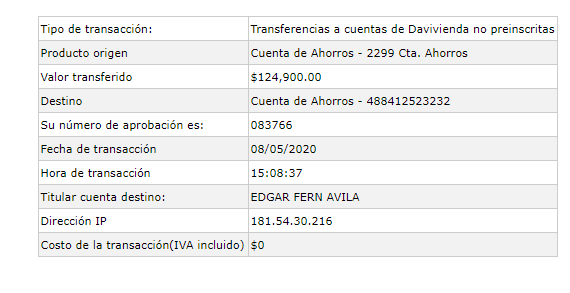 Tipo de transacción: Transferencias a cuentas de Davivienda no preinscritas
Producto origen Cuenta de Ahorros - 2299 Cta. Ahorros
Valor transferido $124,900.00
Destino Cuenta de Ahorros - 488412523232
Su número de aprobación es: 083766
Fecha de transacción 08/05/2020
Hora de transacción 15:08:37
Titular cuenta destino: EDGAR FERN AVILA
Dirección IP 181.54.30.216
Costo de la transacción(IVA incluido) $0